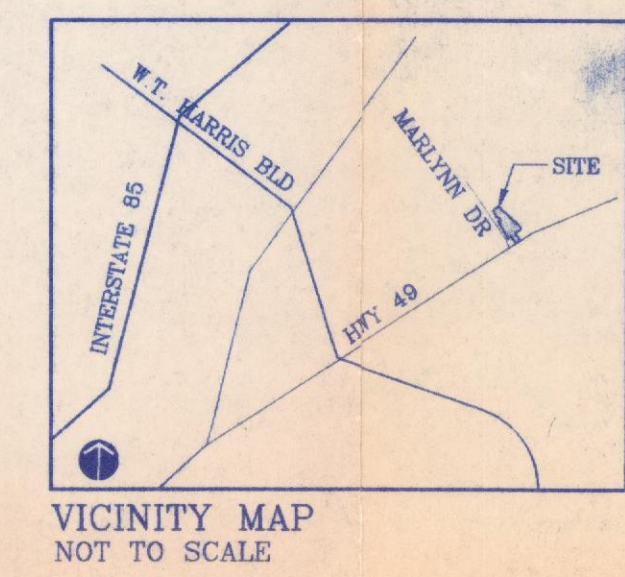 W.T. HARRIS BLD
MARLYNN DR
SITE
INTERSTATE 85
HWY 49
VICINITY MAP
NOT TO SCALE